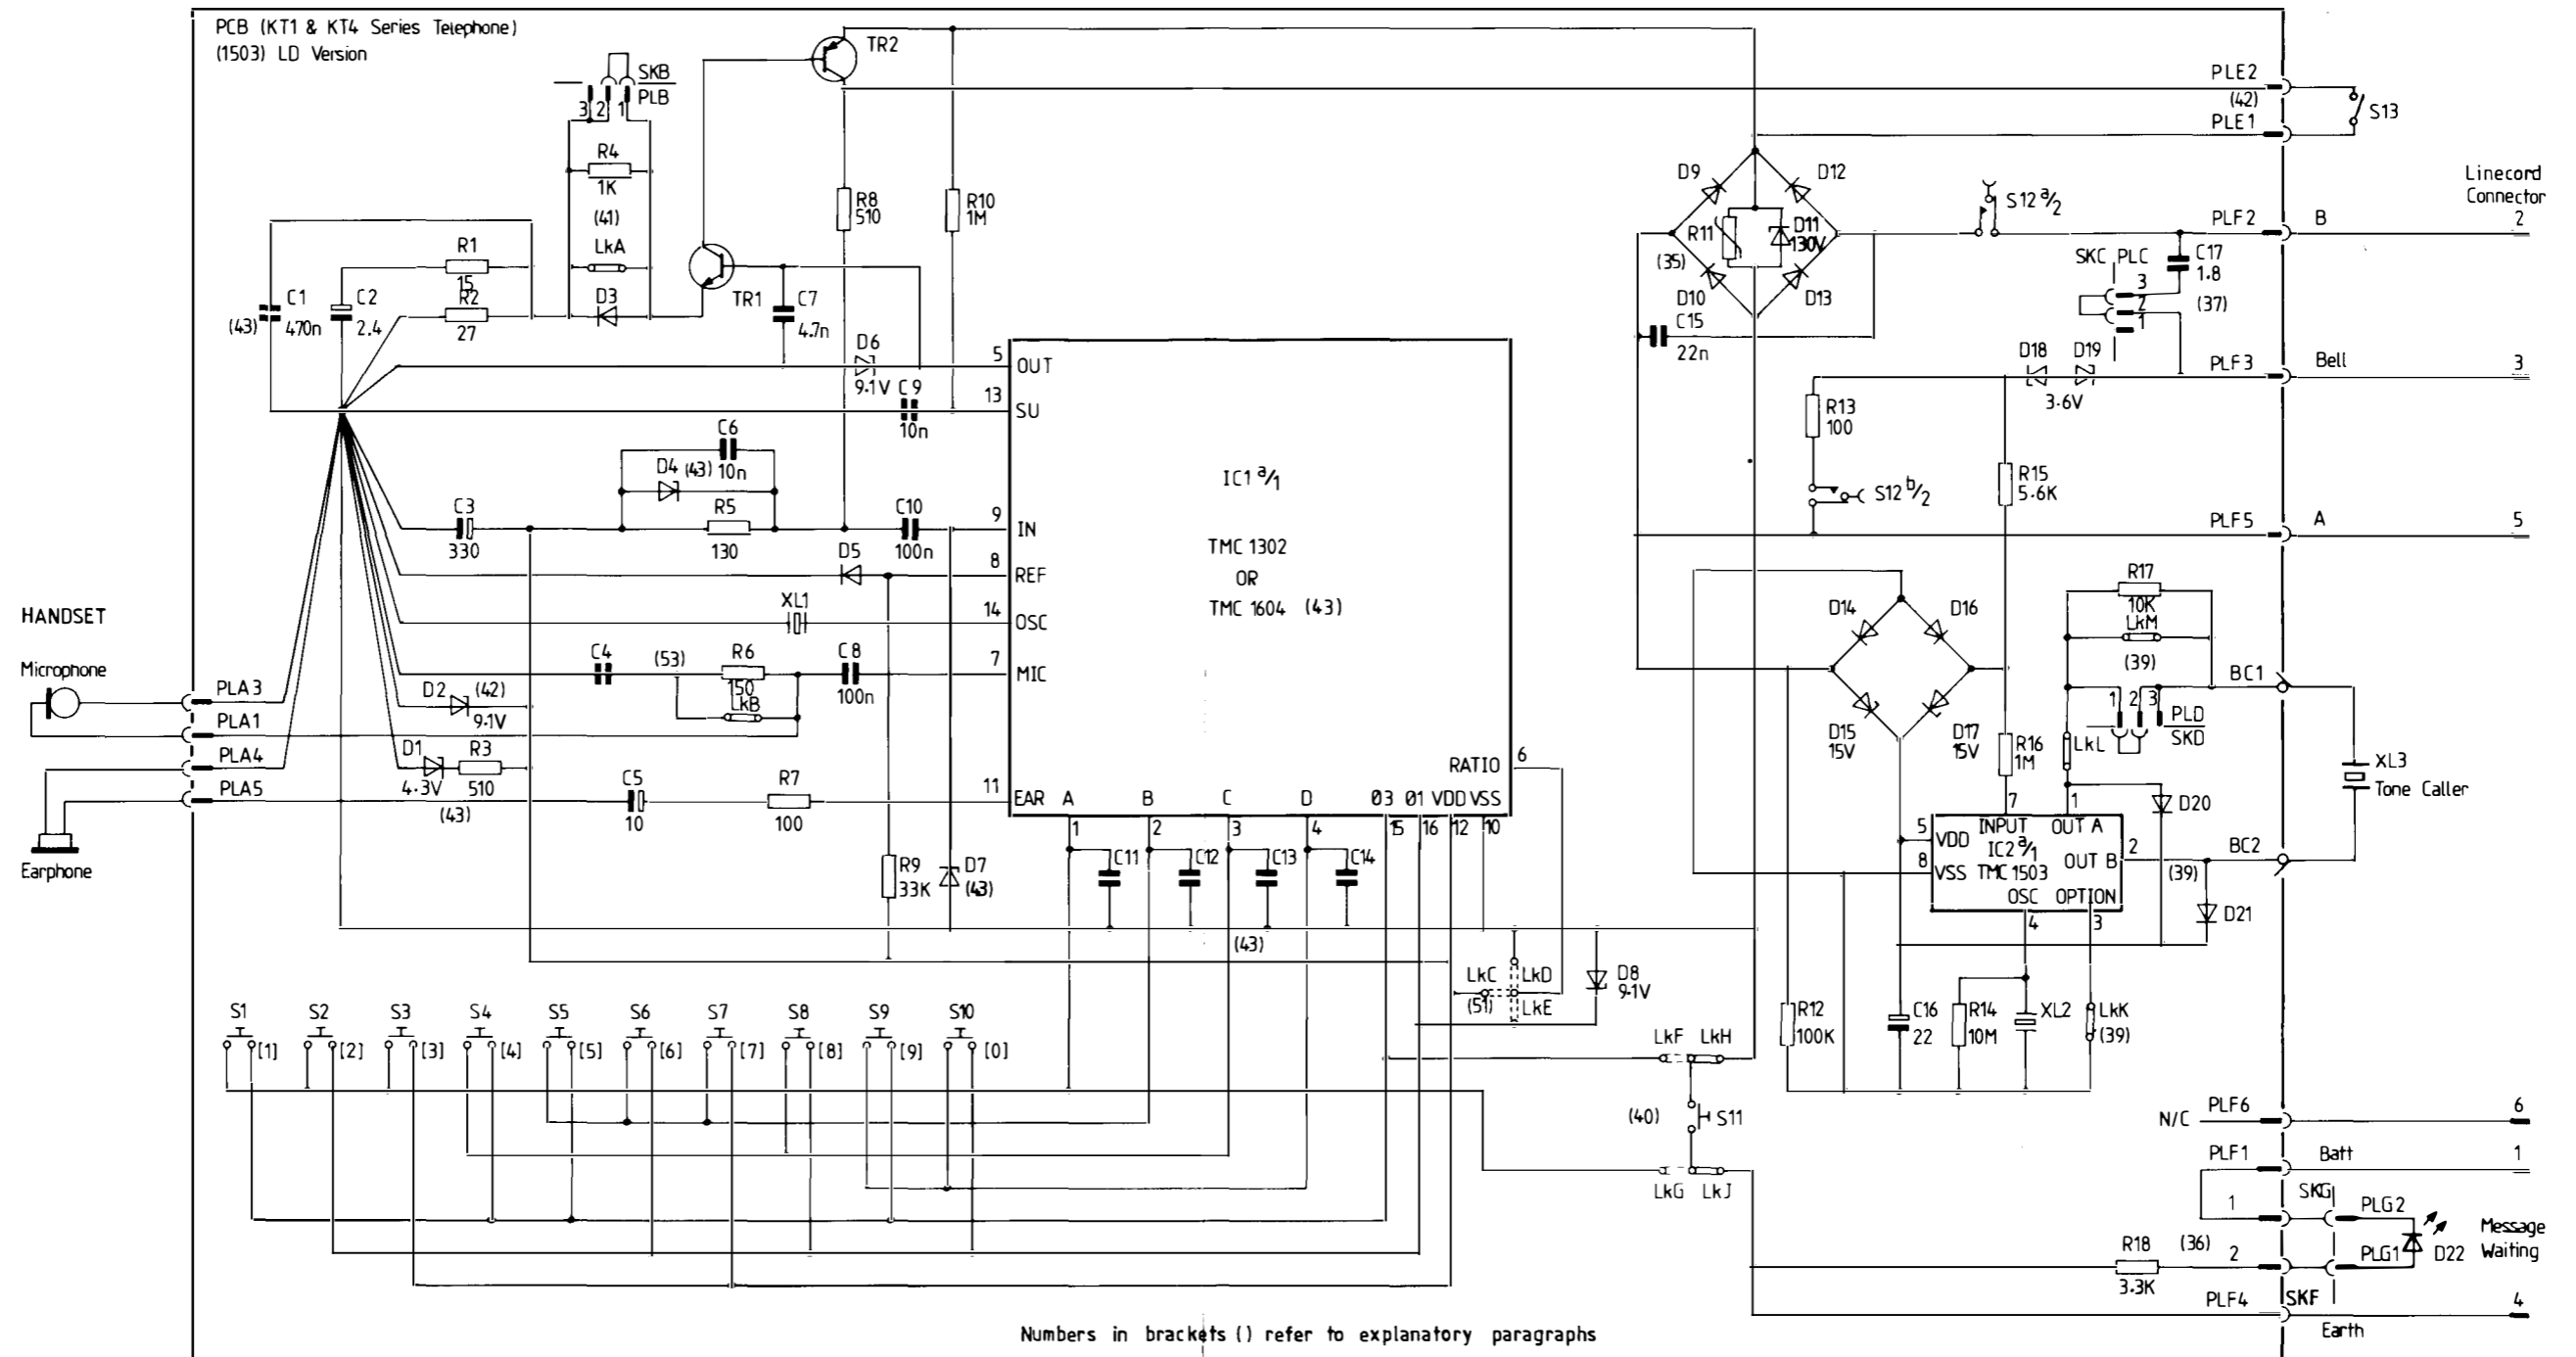 PCB (KT1 & KT4 Series Telephone)
(1503) LD Version
TR2
SKB
PLB
3 2 1
R4
1K
(41)
LkA
D3
R1
15
R2
27
C1
470n
(43)
C2
2.4
TR1
C7
4.7n
R8
510
R10
1M
D6
9.1V
C9
10n
C6
10n
D4 (43)
R5
130
C3
330
C10
100n
D5
XL1
C4
(53)
R6
150
LkB
C8
100n
D2 (42)
9.1V
D1
4.3V
R3
510
(43)
C5
10
R7
100
HANDSET
Microphone
PLA3
PLA1
PLA4
PLA5
Earphone
5 OUT
13 SU
9 IN
8 REF
14 OSC
7 MIC
11 EAR
IC1 a/1
TMC 1302
OR
TMC 1604 (43)
RATIO 6
A B C D Ø3 Ø1 VDD VSS
1 2 3 4 15 16 12 10
C11
C12
C13
C14
R9
33K
D7
(43)
(43)
LkC
LkD
(51)
LkE
D8
9.1V
S1 S2 S3 S4 S5 S6 S7 S8 S9 S10
[1] [2] [3] [4] [5] [6] [7] [8] [9] [0]
LkF LkH
(40)
S11
LkG LkJ
D9
D12
R11
D11
130V
(35)
D10
D13
C15
22n
S12 a/2
PLE2
(42)
PLE1
S13
Linecord
Connector
PLF2 B 2
SKC PLC
3
2
1
C17
1.8
(37)
D18 D19
3.6V
PLF3 Bell 3
R13
100
S12 b/2
R15
5.6K
PLF5 A 5
D14
D16
D15
15V
D17
15V
R16
1M
R17
10K
LkM
(39)
1 2 3
PLD
SKD
LkL
BC1
XL3
Tone Caller
D20
BC2
(39)
D21
7
1
INPUT OUT A
5 VDD
8 VSS
IC2 a/1
TMC 1503
OUT B 2
OSC OPTION
4
3
R12
100K
C16
22
R14
10M
XL2
LkK
(39)
N/C PLF6 6
PLF1 Batt 1
SKG
1
PLG2
Message
Waiting
R18
3.3K
(36)
2
PLG1
D22
PLF4 SKF 4
Earth
Numbers in brackets () refer to explanatory paragraphs